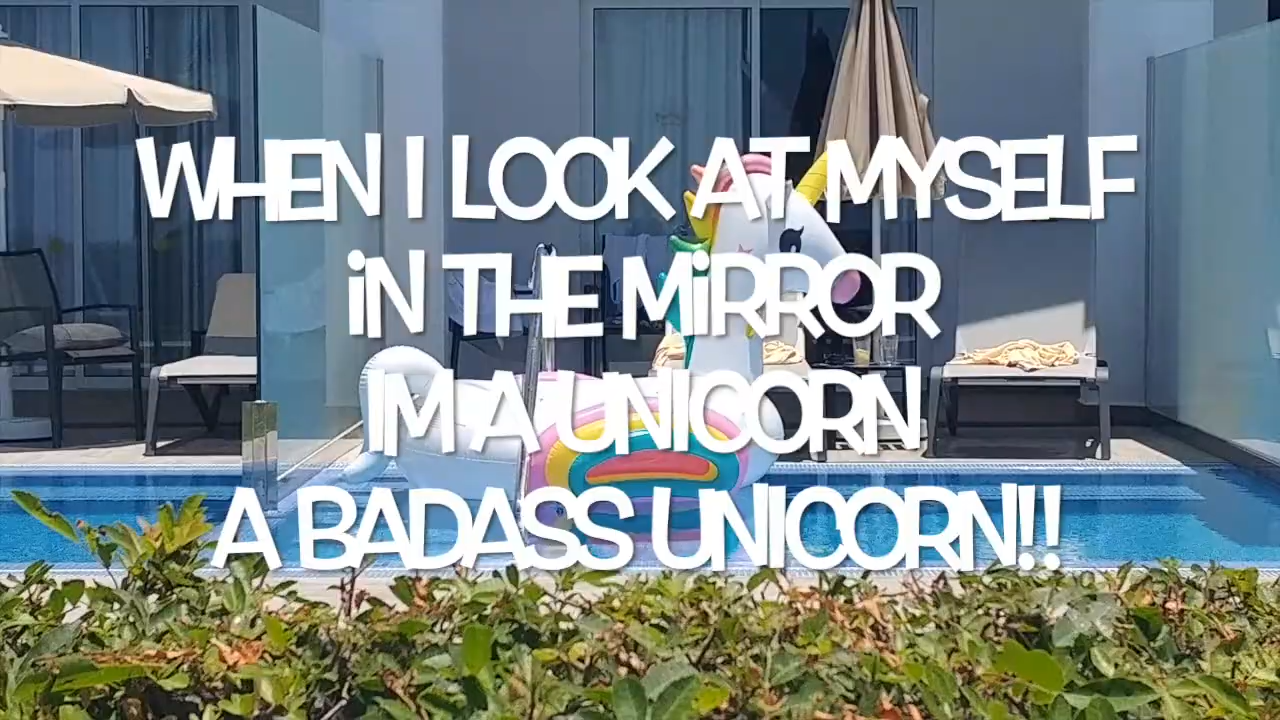 WHEN I LOOK AT MYSELF
iN THE MiRROR
IM A UNICORN
A BADASS UNICORN!!